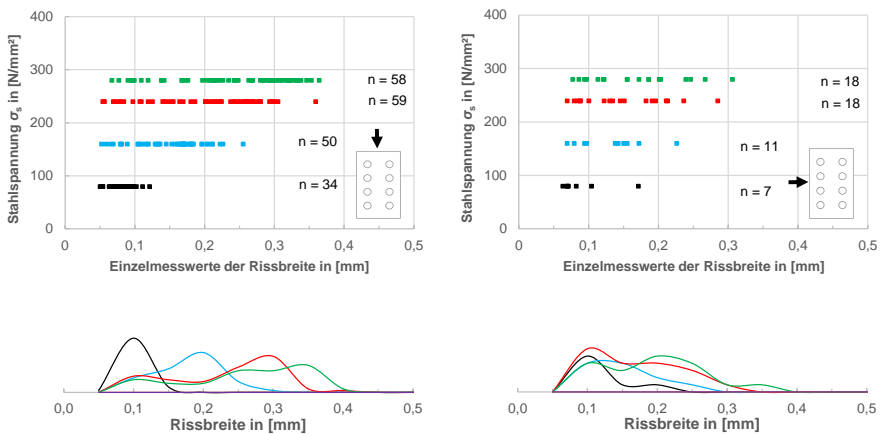 400
300
200
100
0
Stahlspannung σs in [N/mm²]
n = 58
n = 59
n = 50
n = 34
0
0,1
0,2
0,3
0,4
0,5
Einzelmesswerte der Rissbreite in [mm]
400
300
200
100
0
Stahlspannung σs in [N/mm²]
n = 18
n = 18
n = 11
n = 7
0
0,1
0,2
0,3
0,4
0,5
Einzelmesswerte der Rissbreite in [mm]
0,0
0,1
0,2
0,3
0,4
0,5
Rissbreite in [mm]
0,0
0,1
0,2
0,3
0,4
0,5
Rissbreite in [mm]